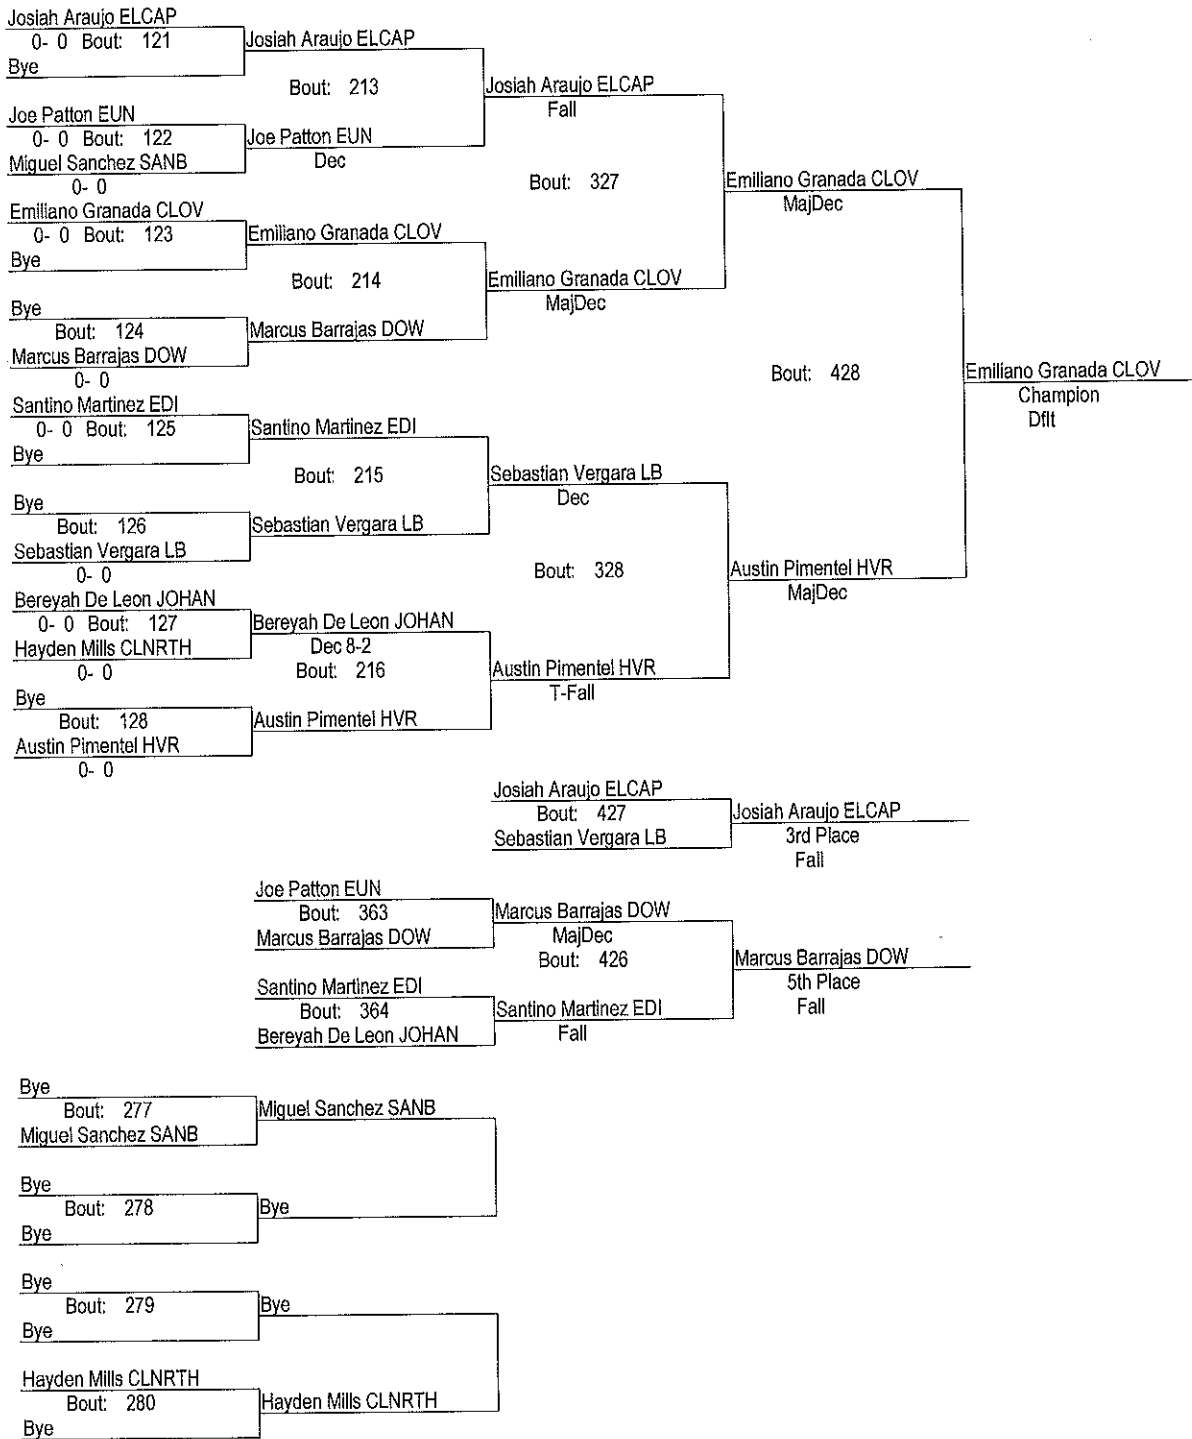 Josiah Araujo ELCAP
0- 0 Bout: 121
Bye
Josiah Araujo ELCAP
Bout: 213
Joe Patton EUN
0- 0 Bout: 122
Miguel Sanchez SANB
0- 0
Joe Patton EUN
Dec
Josiah Araujo ELCAP
Fall
Bout: 327
Emiliano Granada CLOV
0- 0 Bout: 123
Bye
Emiliano Granada CLOV
Bout: 214
Bye
Bout: 124
Marcus Barrajas DOW
0- 0
Marcus Barrajas DOW
Emiliano Granada CLOV
MajDec
Emiliano Granada CLOV
MajDec
Bout: 428
Santino Martinez EDI
0- 0 Bout: 125
Bye
Santino Martinez EDI
Bout: 215
Bye
Bout: 126
Sebastian Vergara LB
0- 0
Sebastian Vergara LB
Sebastian Vergara LB
Dec
Bout: 328
Bereyah De Leon JOHAN
0- 0 Bout: 127
Hayden Mills CLNRTH
0- 0
Bereyah De Leon JOHAN
Dec 8-2
Bout: 216
Bye
Bout: 128
Austin Pimentel HVR
0- 0
Austin Pimentel HVR
Austin Pimentel HVR
T-Fall
Austin Pimentel HVR
MajDec
Emiliano Granada CLOV
Champion
Dflt
Josiah Araujo ELCAP
Bout: 427
Sebastian Vergara LB
Josiah Araujo ELCAP
3rd Place
Fall
Joe Patton EUN
Bout: 363
Marcus Barrajas DOW
Marcus Barrajas DOW
MajDec
Bout: 426
Santino Martinez EDI
Bout: 364
Bereyah De Leon JOHAN
Santino Martinez EDI
Fall
Marcus Barrajas DOW
5th Place
Fall
Bye
Bout: 277
Miguel Sanchez SANB
Miguel Sanchez SANB
Bye
Bout: 278
Bye
Bye
Bye
Bout: 279
Bye
Bye
Hayden Mills CLNRTH
Bout: 280
Bye
Hayden Mills CLNRTH